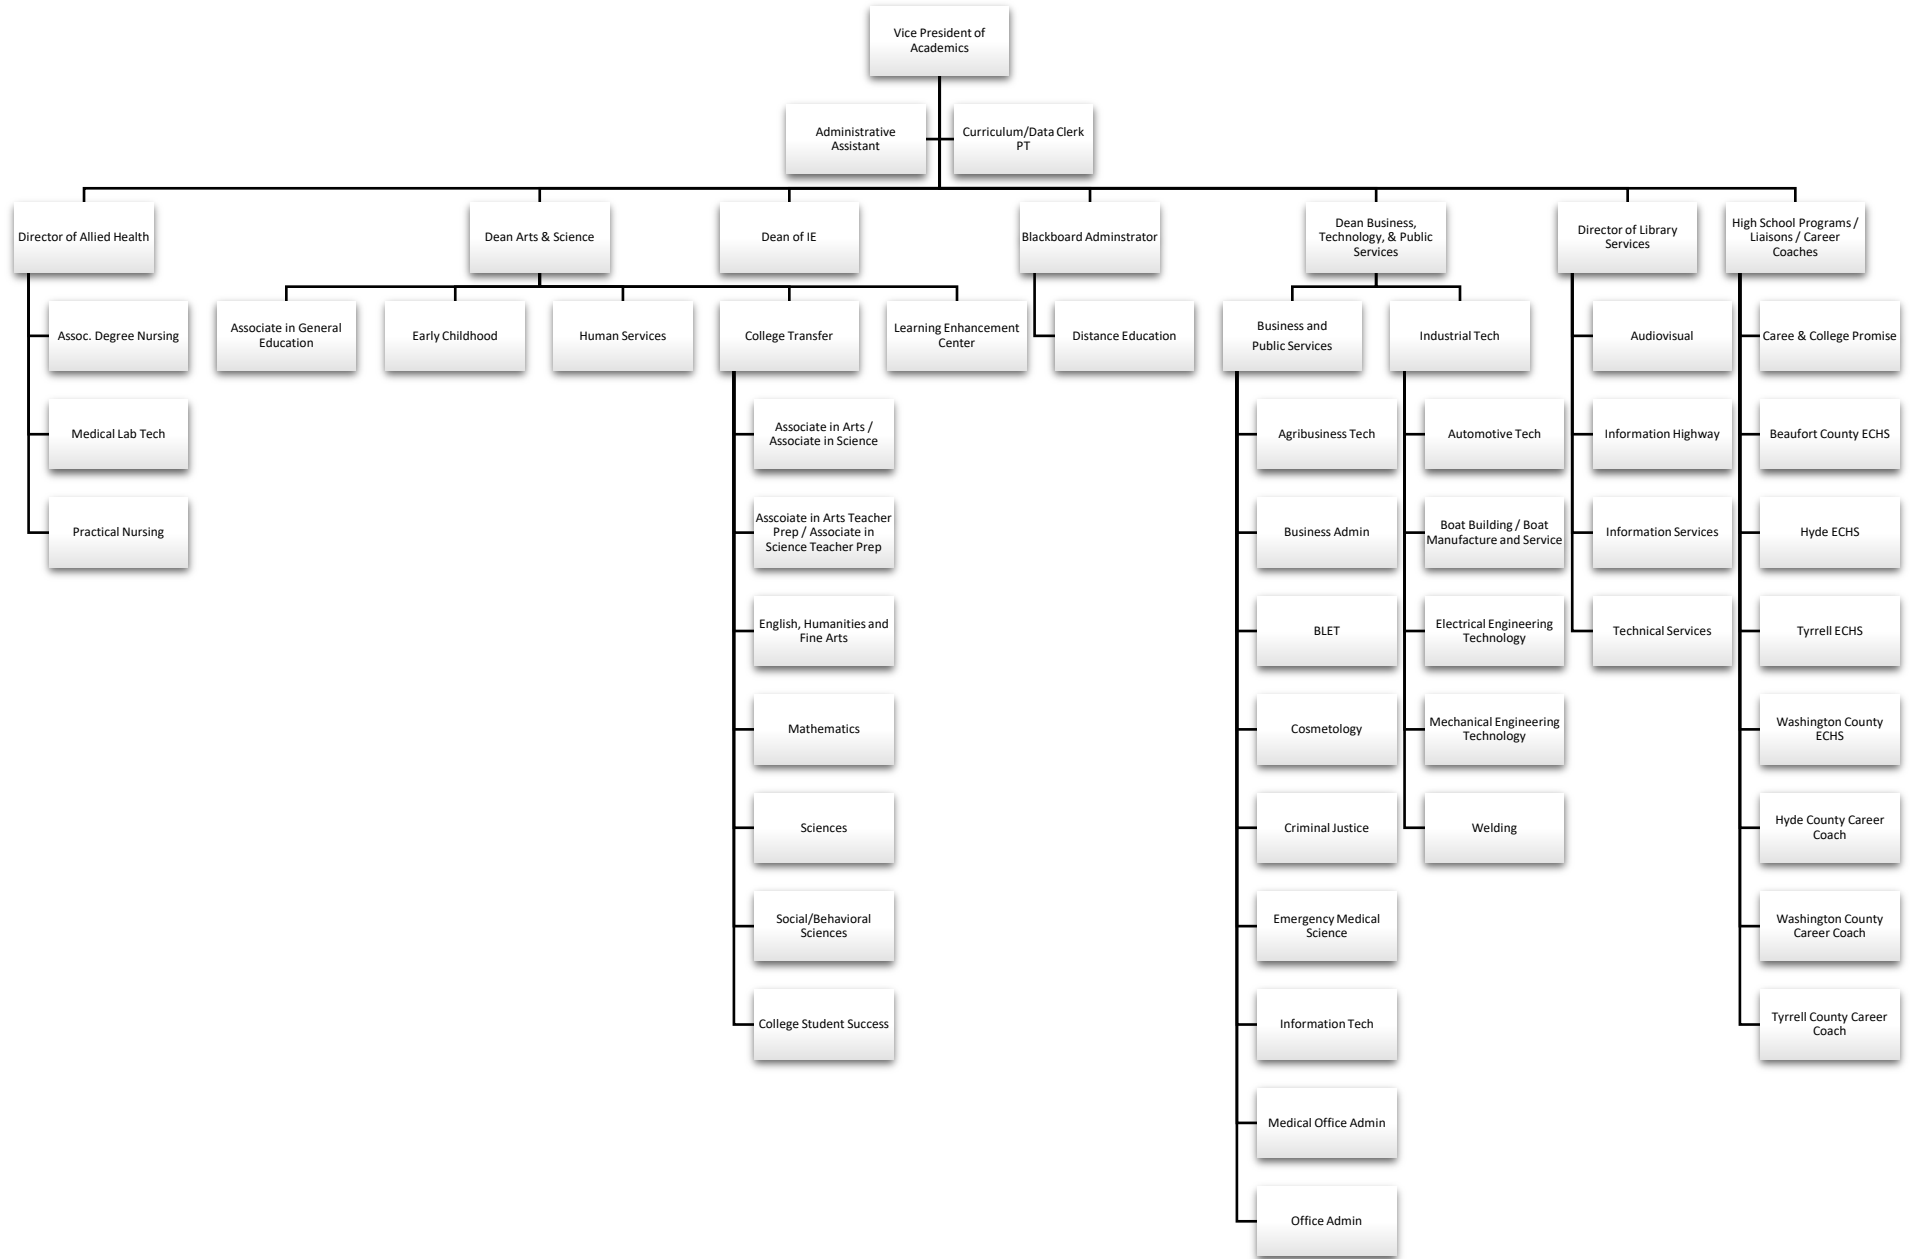 Vice President of
Academics
Administrative
Assistant
Curriculum/Data Clerk
PT
Director of Allied Health
Dean Arts & Science
Dean of IE
Blackboard Adminstrator
Dean Business,
Technology, & Public
Services
Director of Library
Services
High School Programs /
Liaisons / Career
Coaches
Assoc. Degree Nursing
Medical Lab Tech
Practical Nursing
Associate in General
Education
Early Childhood
Human Services
College Transfer
Learning Enhancement
Center
Associate in Arts /
Associate in Science
Asscoiate in Arts Teacher
Prep / Associate in
Science Teacher Prep
English, Humanities and
Fine Arts
Mathematics
Sciences
Social/Behavioral
Sciences
College Student Success
Distance Education
Business and
Public Services
Agribusiness Tech
Business Admin
BLET
Cosmetology
Criminal Justice
Emergency Medical
Science
Information Tech
Medical Office Admin
Office Admin
Industrial Tech
Automotive Tech
Boat Building / Boat
Manufacture and Service
Electrical Engineering
Technology
Mechanical Engineering
Technology
Welding
Audiovisual
Information Highway
Information Services
Technical Services
Caree & College Promise
Beaufort County ECHS
Hyde ECHS
Tyrrell ECHS
Washington County
ECHS
Hyde County Career
Coach
Washington County
Career Coach
Tyrrell County Career
Coach